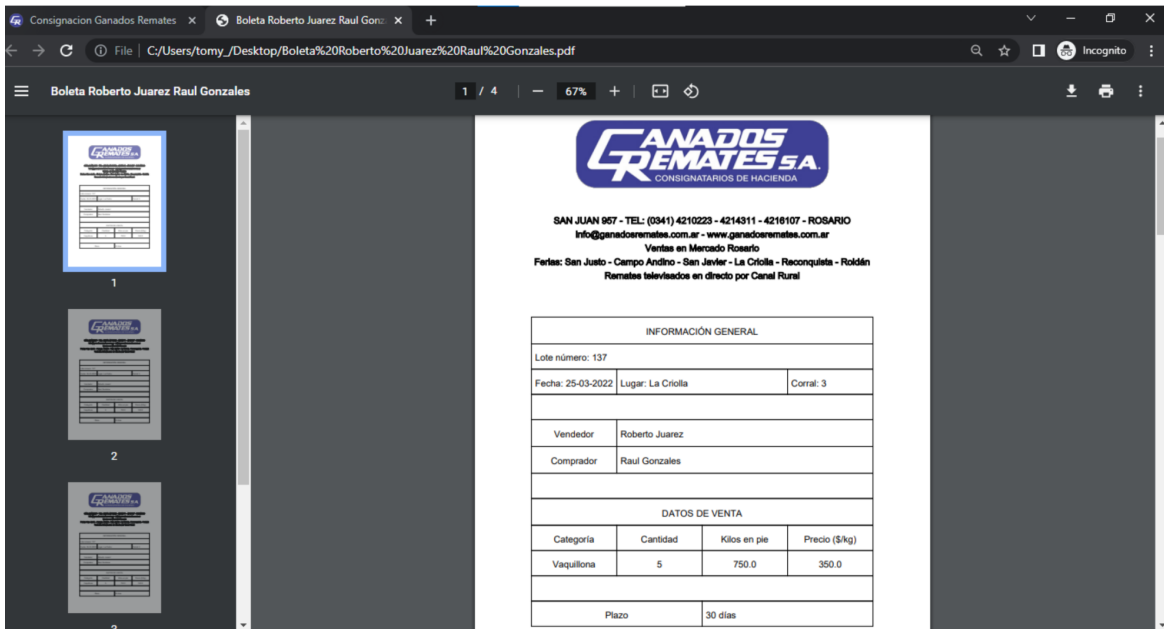 Consignacion Ganados Remates
Boleta Roberto Juarez Raul Gonz
File
C:/Users/tomy_/Desktop/Boleta%20Roberto%20Juarez%20Raul%20Gonzales.pdf
Incognito
Boleta Roberto Juarez Raul Gonzales
1 / 4
67%
1
2
GANADOS
REMATES S.A.
CONSIGNATARIOS DE HACIENDA
SAN JUAN 957 - TEL: (0341) 4210223 - 4214311 - 4216107 - ROSARIO
Info@ganadosremates.com.ar - www.ganadosremates.com.ar
Ventas en Mercado Rosario
Ferias: San Justo - Campo Andino - San Javier - La Criolla - Reconquista - Roldán
Remates televisados en directo por Canal Rural
INFORMACIÓN GENERAL
Lote número: 137
Fecha: 25-03-2022 Lugar: La Criolla Corral: 3
Vendedor Roberto Juarez
Comprador Raul Gonzales
DATOS DE VENTA
Categoría Cantidad Kilos en pie Precio ($/kg)
Vaquillona 5 750.0 350.0
Plazo 30 días